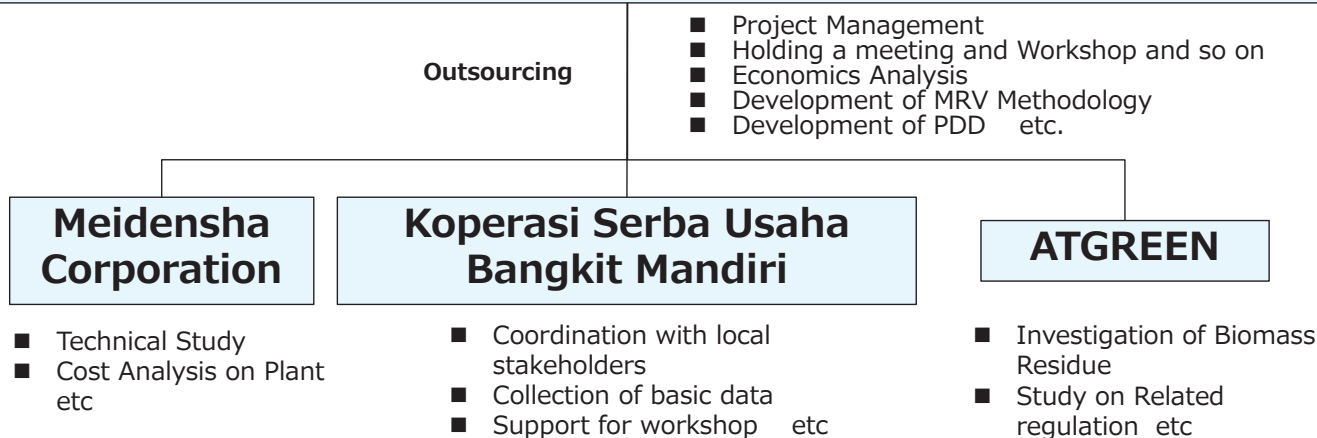 ■ Project Management
■ Holding a meeting and Workshop and so on
■ Economics Analysis
■ Development of MRV Methodology
■ Development of PDD etc.
Outsourcing
Meidensha
Corporation
■ Technical Study
■ Cost Analysis on Plant
etc
Koperasi Serba Usaha
Bangkit Mandiri
■ Coordination with local
stakeholders
■ Collection of basic data
■ Support for workshop etc
ATGREEN
■ Investigation of Biomass
Residue
■ Study on Related
regulation etc